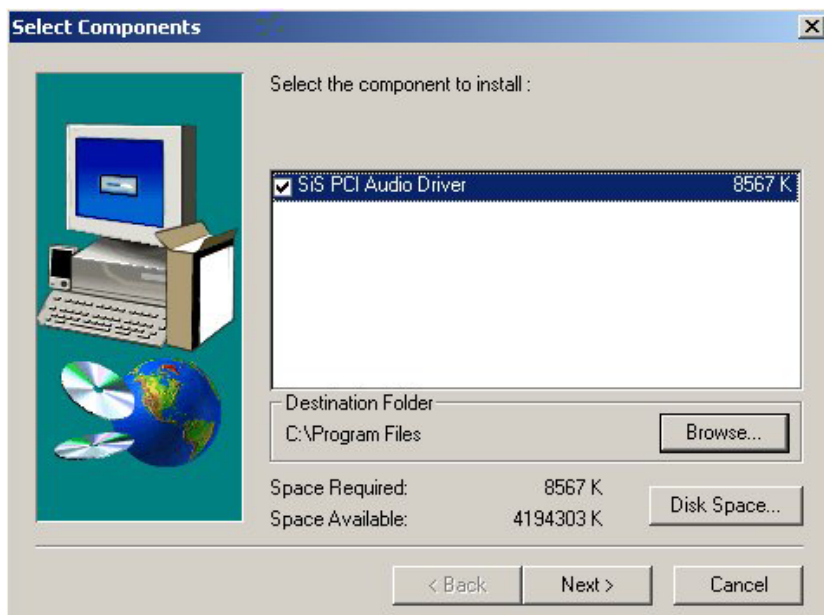 Select Components
Select the component to install :
SiS PCI Audio Driver 8567 K
Destination Folder
C:\Program Files
Browse...
Space Required: 8567 K
Space Available: 4194303 K
Disk Space...
< Back Next > Cancel